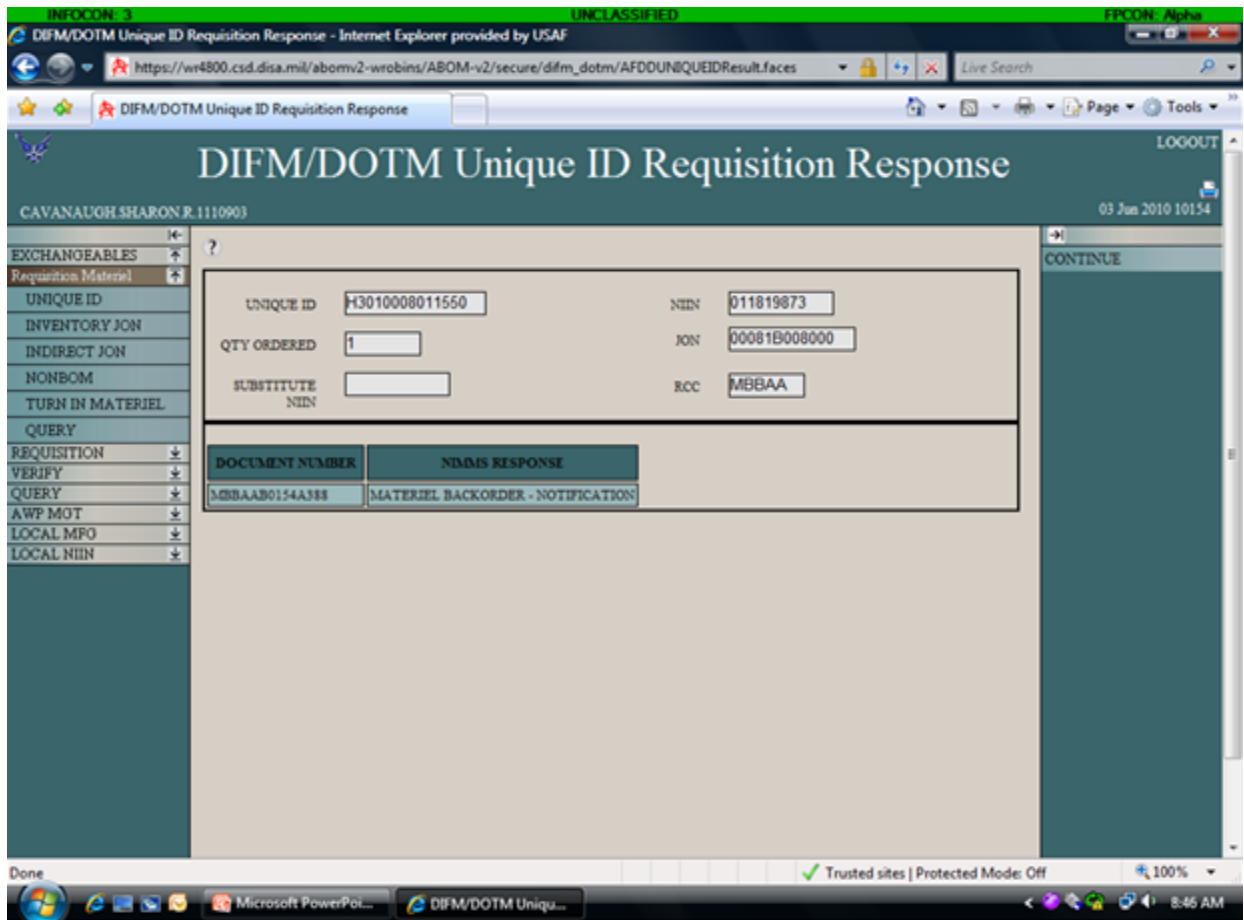 INFOCON: 3 UNCLASSIFIED FPCON: Alpha
DIFM/DOTM Unique ID Requisition Response - Internet Explorer provided by USAF
https://wr4800.csd.disa.mil/abomv2-wrobins/ABOM-v2/secure/difm_dotm/AFDDUNIQUEIDResult.faces Live Search
DIFM/DOTM Unique ID Requisition Response Page Tools
LOGOUT
DIFM/DOTM Unique ID Requisition Response
CAVANAUGH.SHARON.R.1110903 03 Jun 2010 10154
EXCHANGEABLES
Requisition Materiel
UNIQUE ID
INVENTORY JON
INDIRECT JON
NONBOM
TURN IN MATERIEL
QUERY
REQUISITION
VERIFY
QUERY
AWP MGT
LOCAL MFG
LOCAL NIIN
?
UNIQUE ID H3010008011550 NIIN 011819873
QTY ORDERED 1 JON 00081B008000
SUBSTITUTE NIIN RCC MBBAA
DOCUMENT NUMBER NIMMS RESPONSE
MBBAAB0154A388 MATERIEL BACKORDER - NOTIFICATION
CONTINUE
Done Trusted sites | Protected Mode: Off 100%
Microsoft PowerPoi... DIFM/DOTM Uniqu... 8:46 AM